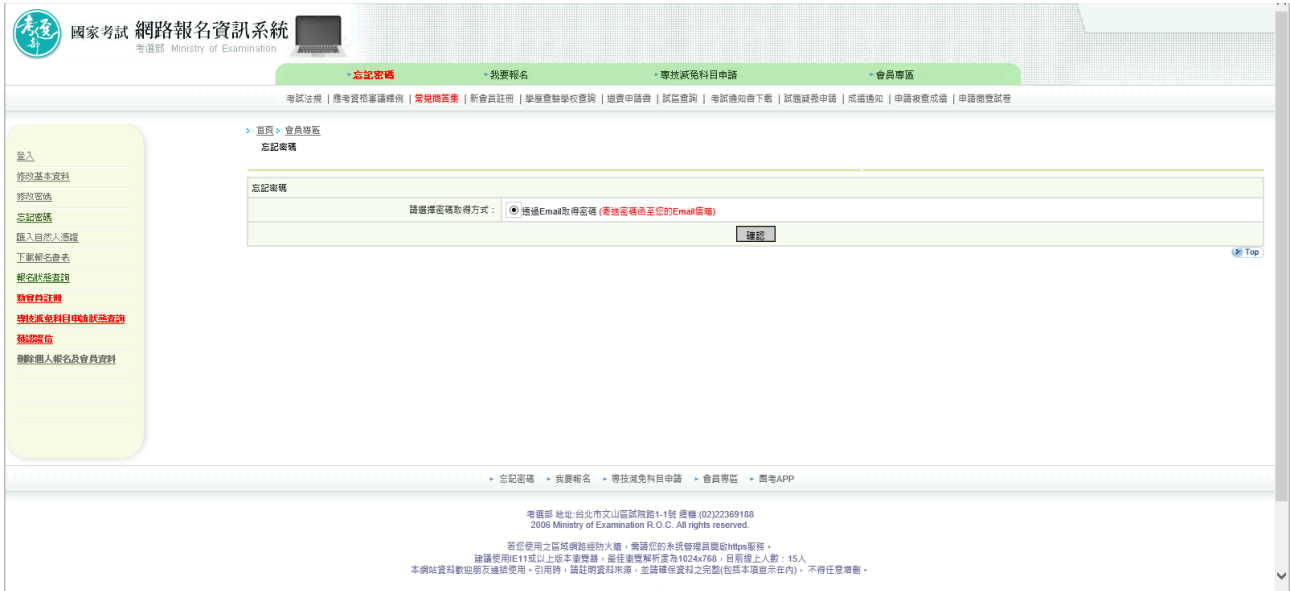 考選部
國家考試 網路報名資訊系統
考選部 Ministry of Examination
忘記密碼 我要報名 專技減免科目申請 會員專區
考試法規 | 應考資格審議釋例 | 常見問答集 | 新會員註冊 | 學歷查驗學校查詢 | 退費申請書 | 試區查詢 | 考試通知書下載 | 試題疑義申請 | 成績通知 | 申請複查成績 | 申請閱覽試卷
登入
修改基本資料
修改密碼
忘記密碼
匯入自然人憑證
下載報名書表
報名狀態查詢
新會員註冊
專技減免科目申請狀態查詢
確認證信
刪除個人報名及會員資料
首頁 會員專區
忘記密碼
忘記密碼
請選擇密碼取得方式： 透過Email取得密碼 (寄送密碼函至您的Email信箱)
確認
Top
忘記密碼 我要報名 專技減免科目申請 會員專區 國考APP
考選部 地址:台北市文山區試院路1-1號 總機:(02)22369188
2006 Ministry of Examination R.O.C. All rights reserved.
若您使用之區域網路經防火牆，需請您的系統管理員開啟https服務。
建議使用IE11或以上版本瀏覽器，最佳瀏覽解析度為1024x768，目前線上人數：15人
本網站資料歡迎朋友連結使用。引用時，請註明資料來源，並請確保資料之完整(包括本項宣示在內)，不得任意增刪。